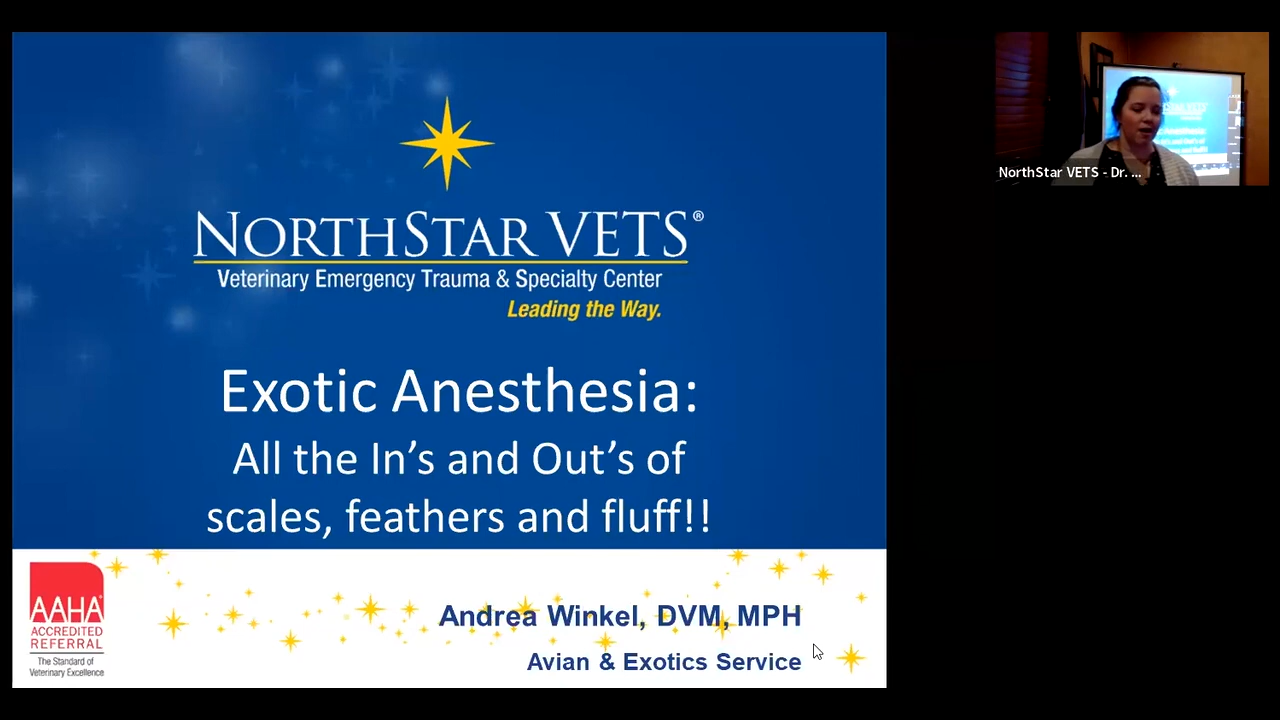 NORTHSTAR VETS®
Veterinary Emergency Trauma & Specialty Center
Leading the Way.
Exotic Anesthesia:
All the In’s and Out’s of
scales, feathers and fluff!!
AAHA®
ACCREDITED
REFERRAL
The Standard of
Veterinary Excellence
Andrea Winkel, DVM, MPH
Avian & Exotics Service
NorthStar VETS - Dr. ...